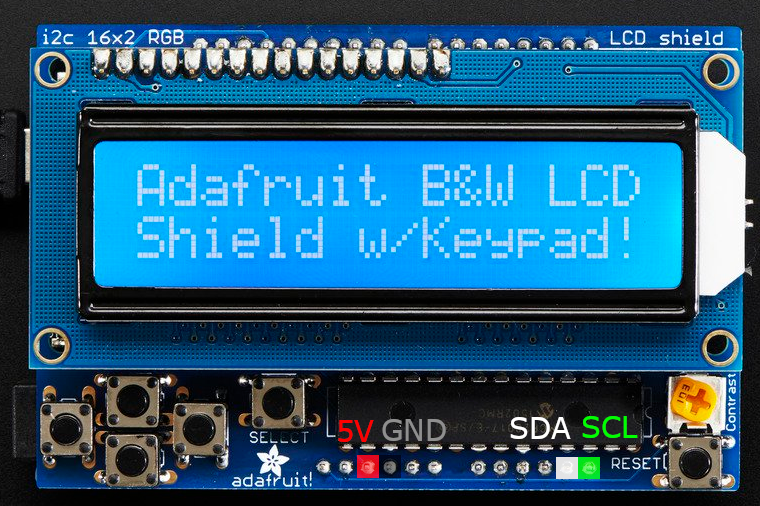 i2c 16x2 RGB
LCD shield
Adafruit B&W LCD
Shield w/Keypad!
Contrast
SELECT
5V GND
SDA SCL
RESET
adafruit!